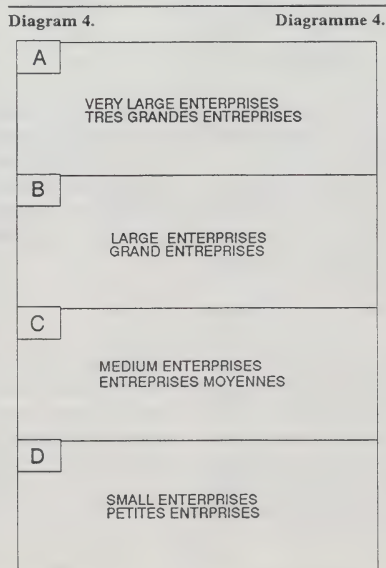 Diagram 4. Diagramme 4.
A
VERY LARGE ENTERPRISES
TRES GRANDES ENTREPRISES
B
LARGE ENTERPRISES
GRAND ENTREPRISES
C
MEDIUM ENTERPRISES
ENTREPRISES MOYENNES
D
SMALL ENTERPRISES
PETITES ENTRPRISES